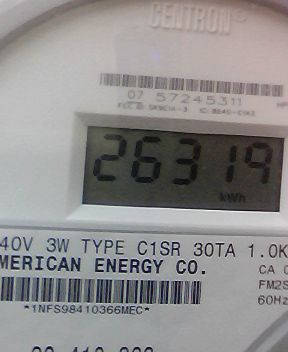 CENTRON®
07 57245311
26319
kWh
40V 3W TYPE C1SR 30TA 1.0K
MERICAN ENERGY CO.
CA 0
FM2S
60Hz
*1NFS98410366MEC*